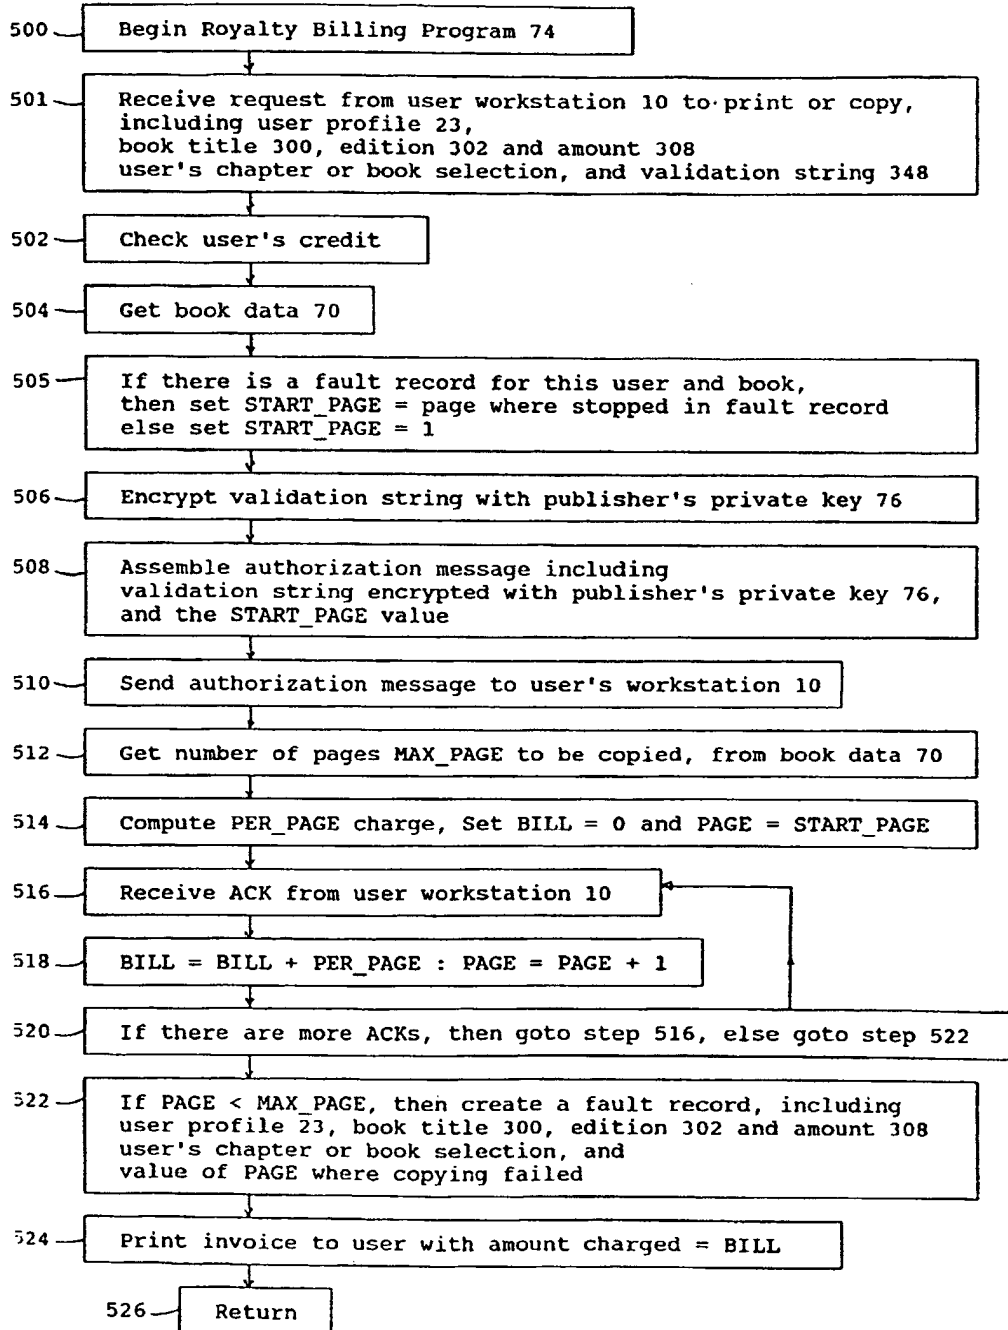 500 Begin Royalty Billing Program 74
501 Receive request from user workstation 10 to print or copy,
including user profile 23,
book title 300, edition 302 and amount 308
user's chapter or book selection, and validation string 348
502 Check user's credit
504 Get book data 70
505 If there is a fault record for this user and book,
then set START_PAGE = page where stopped in fault record
else set START_PAGE = 1
506 Encrypt validation string with publisher's private key 76
508 Assemble authorization message including
validation string encrypted with publisher's private key 76,
and the START_PAGE value
510 Send authorization message to user's workstation 10
512 Get number of pages MAX_PAGE to be copied, from book data 70
514 Compute PER_PAGE charge, Set BILL = 0 and PAGE = START_PAGE
516 Receive ACK from user workstation 10
518 BILL = BILL + PER_PAGE : PAGE = PAGE + 1
520 If there are more ACKs, then goto step 516, else goto step 522
522 If PAGE < MAX_PAGE, then create a fault record, including
user profile 23, book title 300, edition 302 and amount 308
user's chapter or book selection, and
value of PAGE where copying failed
524 Print invoice to user with amount charged = BILL
526 Return